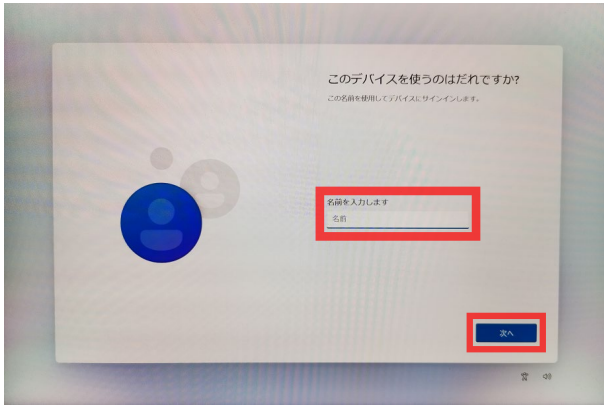 このデバイスを使うのはだれですか?
この名前を使用してデバイスにサインインします。
名前を入力します
名前
次へ